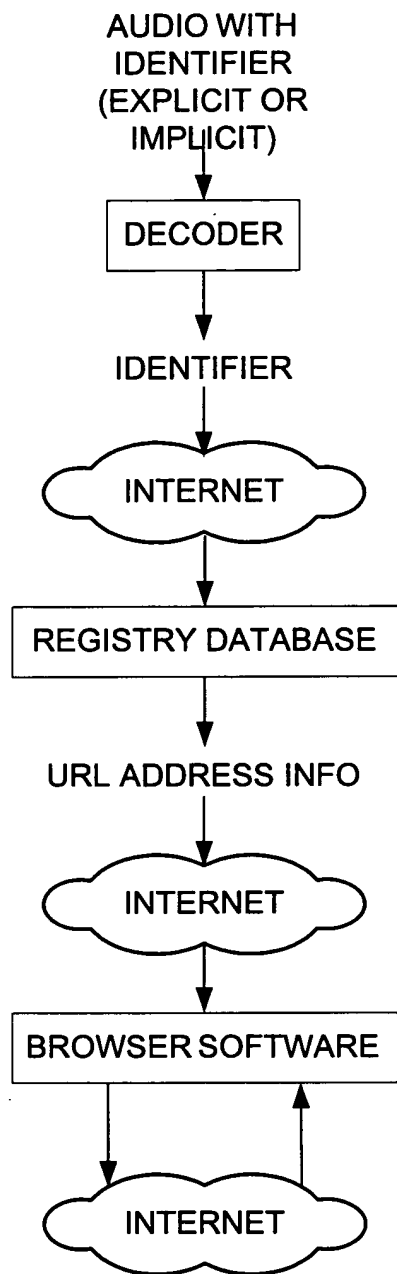 AUDIO WITH
IDENTIFIER
(EXPLICIT OR
IMPLICIT)
DECODER
IDENTIFIER
INTERNET
REGISTRY DATABASE
URL ADDRESS INFO
INTERNET
BROWSER SOFTWARE
INTERNET